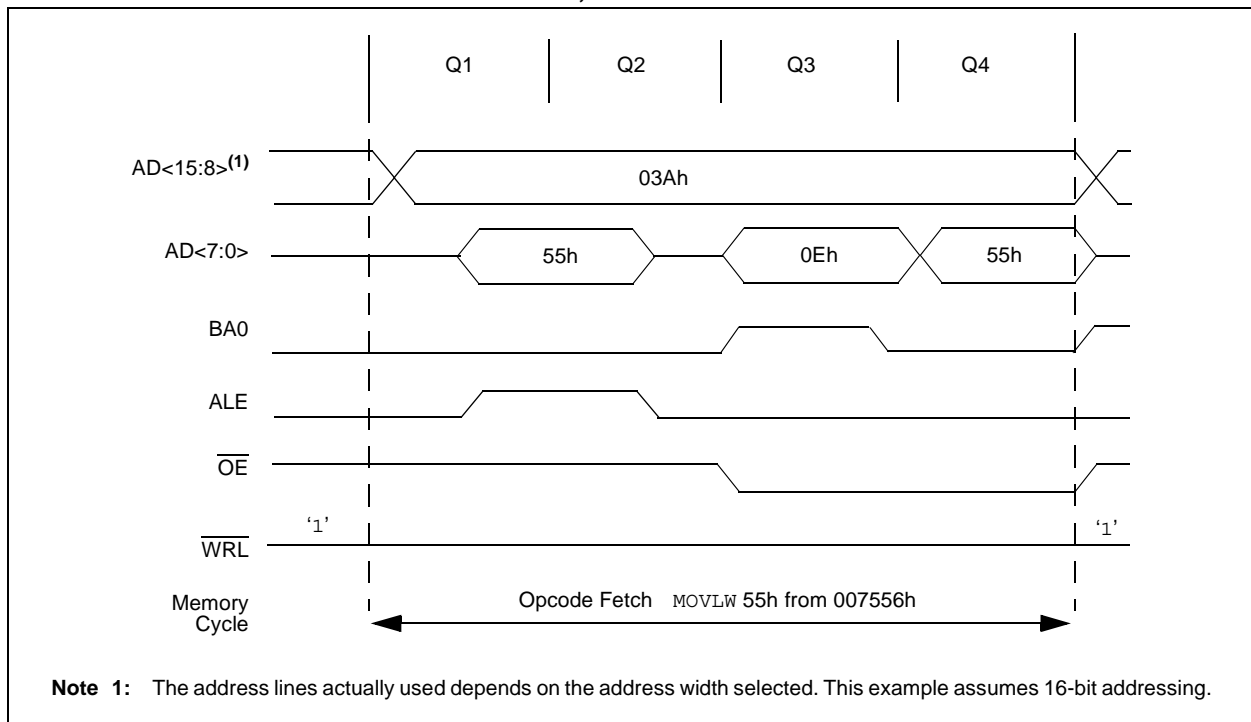 Q1 Q2 Q3 Q4
AD<15:8>(1) 03Ah
AD<7:0> 55h 0Eh 55h
BA0
ALE
OE
'1' '1'
WRL
Memory Cycle
Opcode Fetch MOVLW 55h from 007556h
Note 1: The address lines actually used depends on the address width selected. This example assumes 16-bit addressing.